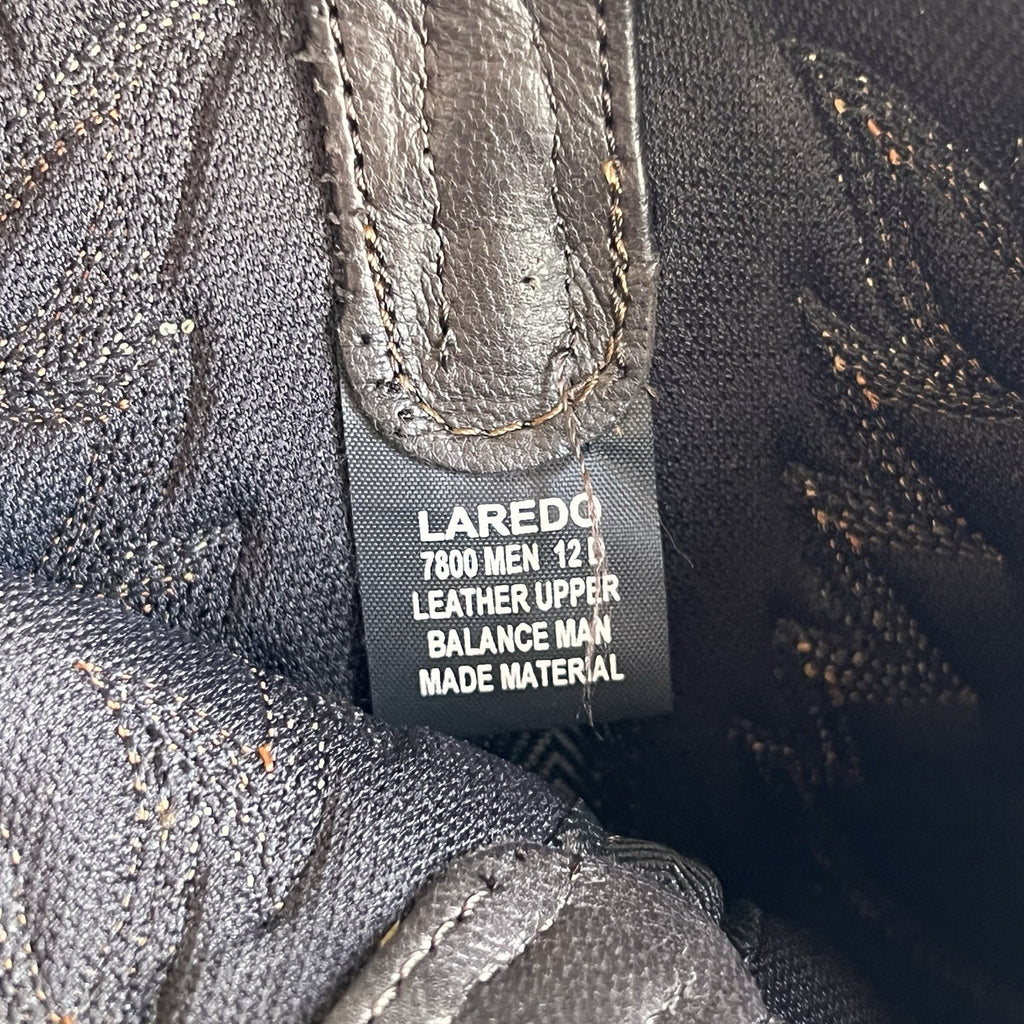 LAREDO
7800 MEN 12 D
LEATHER UPPER
BALANCE MAN
MADE MATERIAL